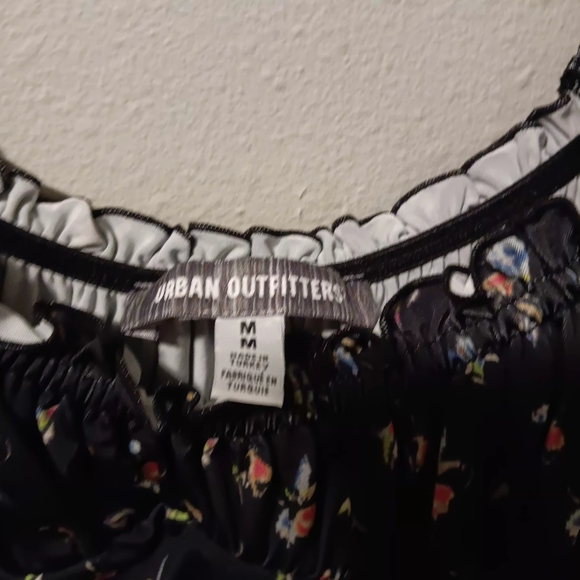 URBAN OUTFITTERS
M
M
MADE IN
TURKEY
FABRIQUÉ EN
TURQUIE